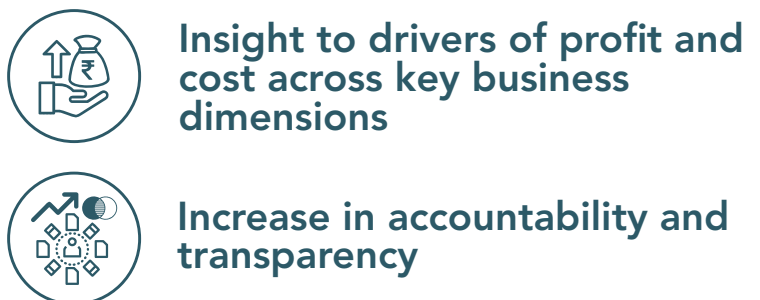 ₹
Insight to drivers of profit and
cost across key business
dimensions
Increase in accountability and
transparency